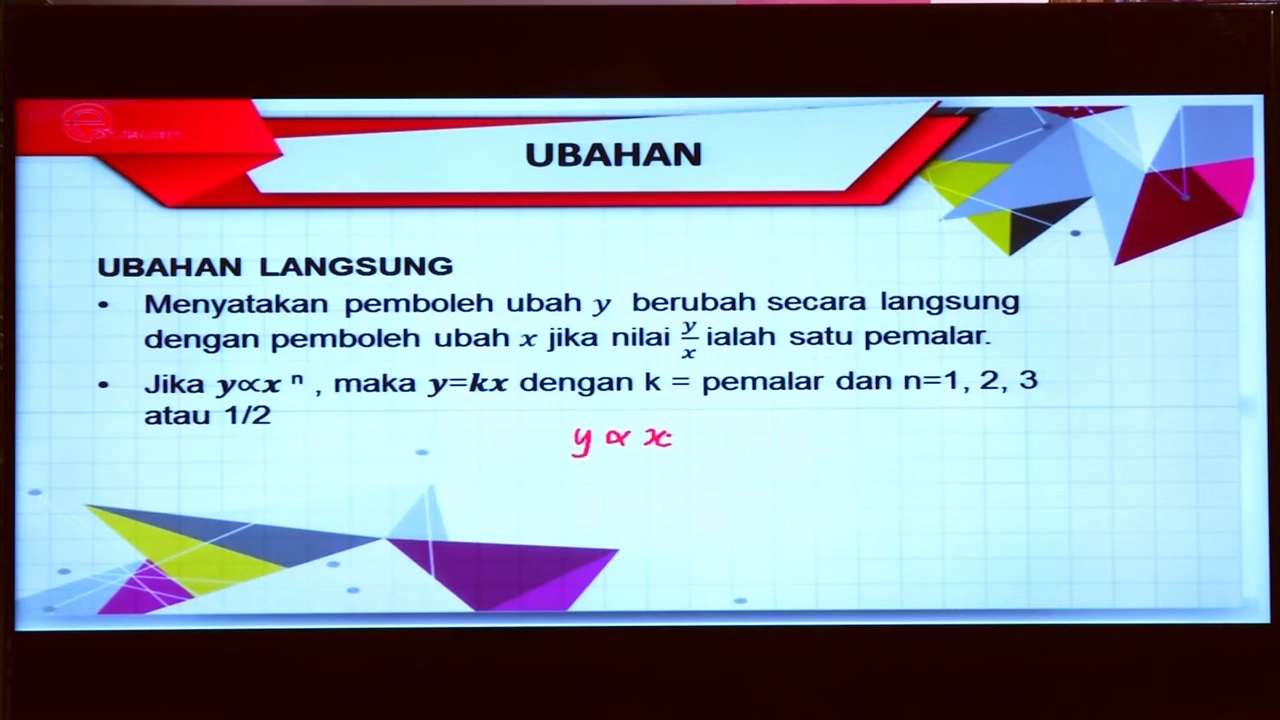 UBAHAN
UBAHAN LANGSUNG
• Menyatakan pemboleh ubah y berubah secara langsung
dengan pemboleh ubah x jika nilai y/x ialah satu pemalar.
• Jika y∝x ⁿ , maka y=kx dengan k = pemalar dan n=1, 2, 3
atau 1/2
y ∝ x